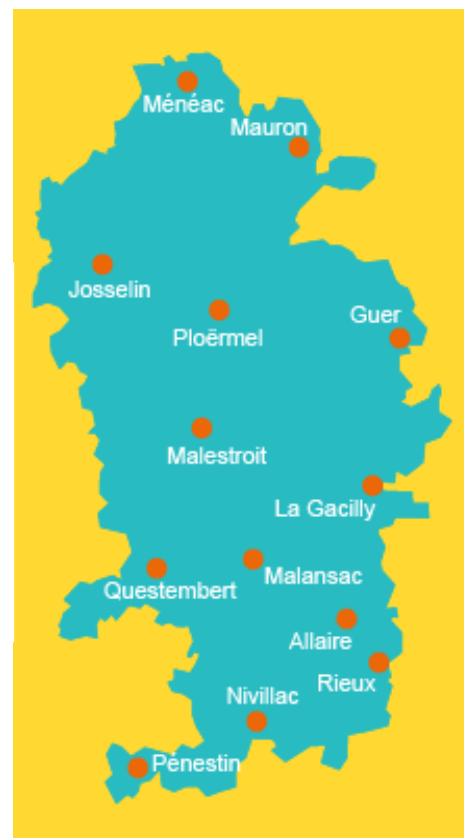 Ménéac
Mauron
Josselin
Guer
Ploërmel
Malestroit
La Gacilly
Malansac
Questembert
Allaire
Rieux
Nivillac
Pénestin